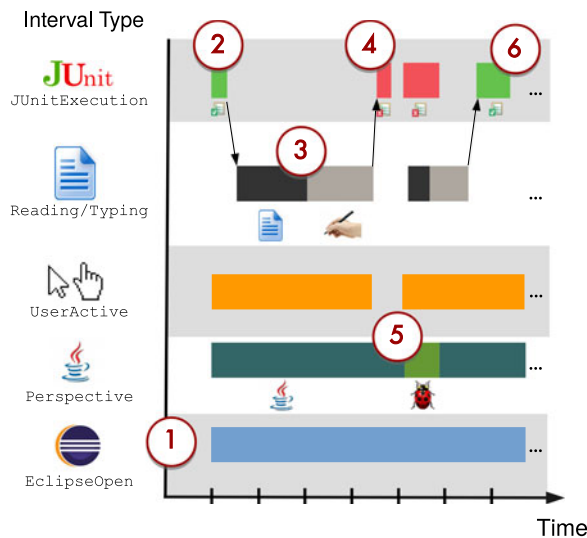 Interval Type
2
4
6
JUnit
JUnitExecution
...
3
Reading/Typing
...
UserActive
...
5
Perspective
...
1
EclipseOpen
...
Time